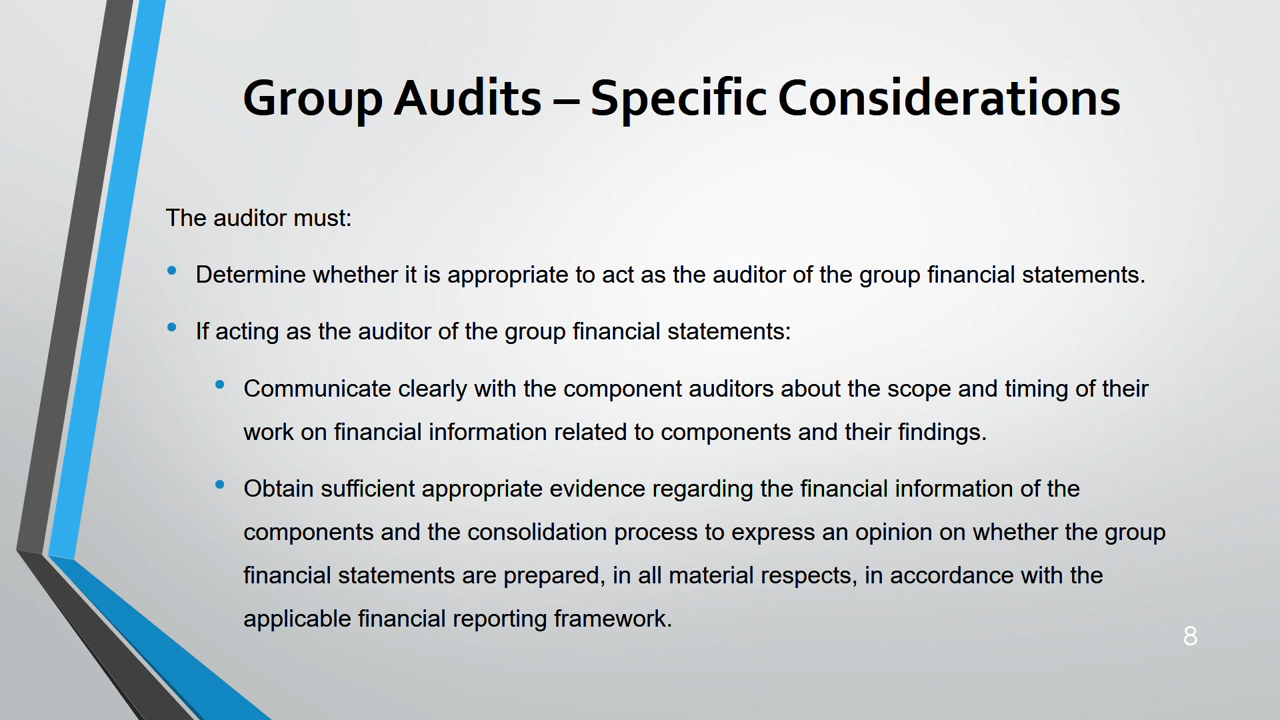 Group Audits – Specific Considerations
The auditor must:
• Determine whether it is appropriate to act as the auditor of the group financial statements.
• If acting as the auditor of the group financial statements:
• Communicate clearly with the component auditors about the scope and timing of their
work on financial information related to components and their findings.
• Obtain sufficient appropriate evidence regarding the financial information of the
components and the consolidation process to express an opinion on whether the group
financial statements are prepared, in all material respects, in accordance with the
applicable financial reporting framework.
8